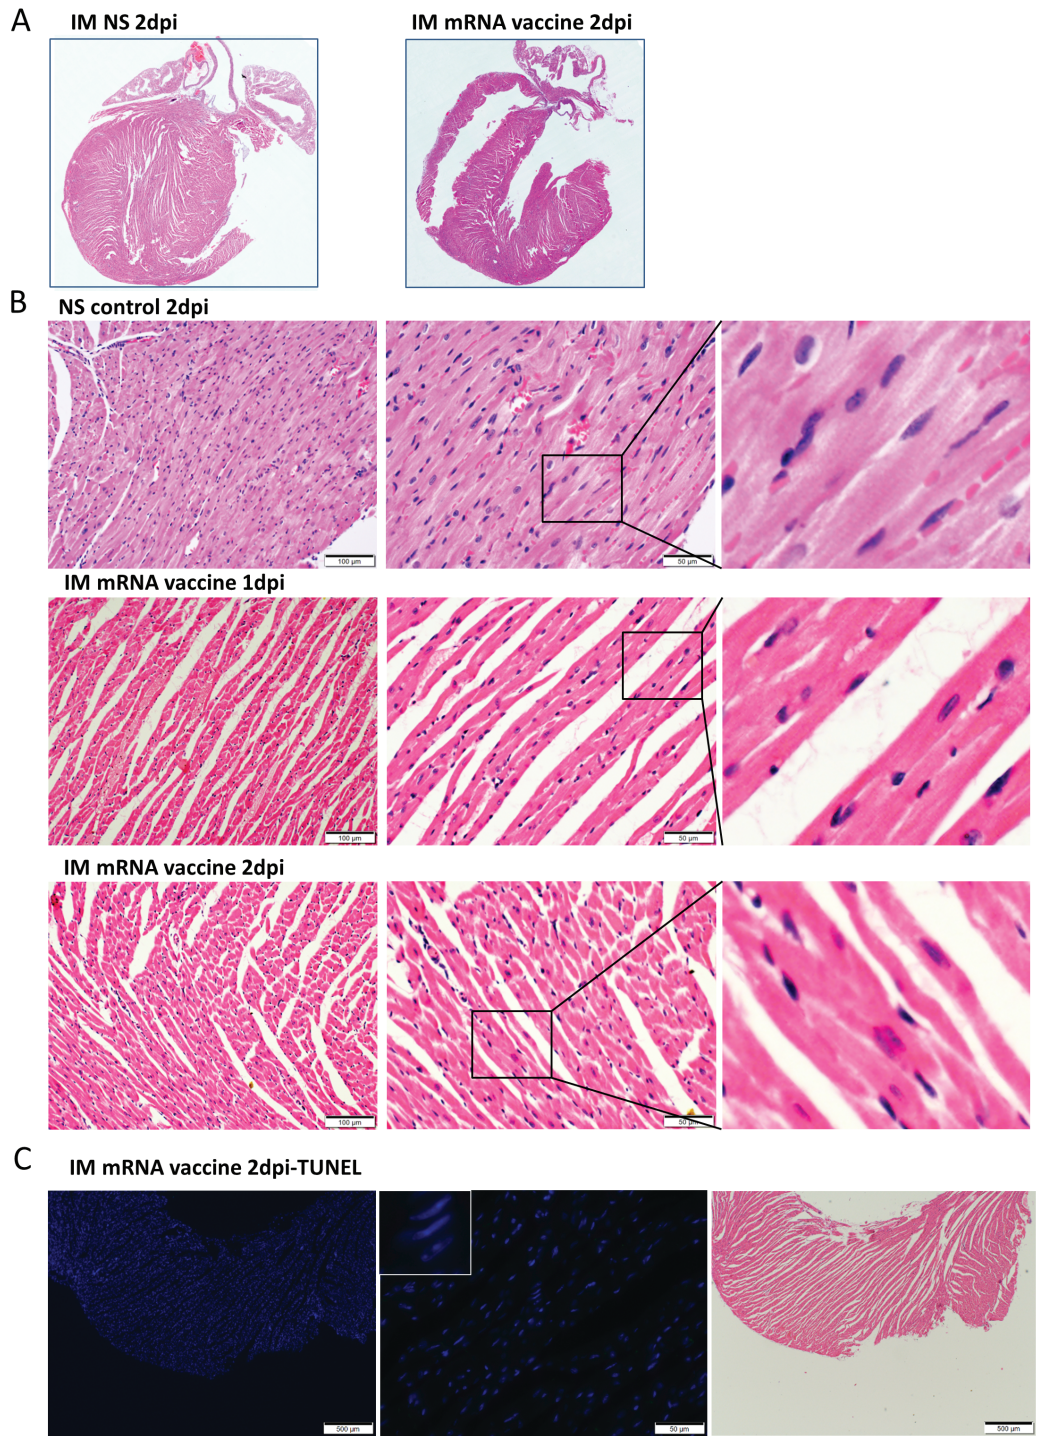 A
IM NS 2dpi
IM mRNA vaccine 2dpi
B
NS control 2dpi
100 µm
50 µm
IM mRNA vaccine 1dpi
100 µm
50 µm
IM mRNA vaccine 2dpi
100 µm
50 µm
C
IM mRNA vaccine 2dpi-TUNEL
500 µm
50 µm
500 µm